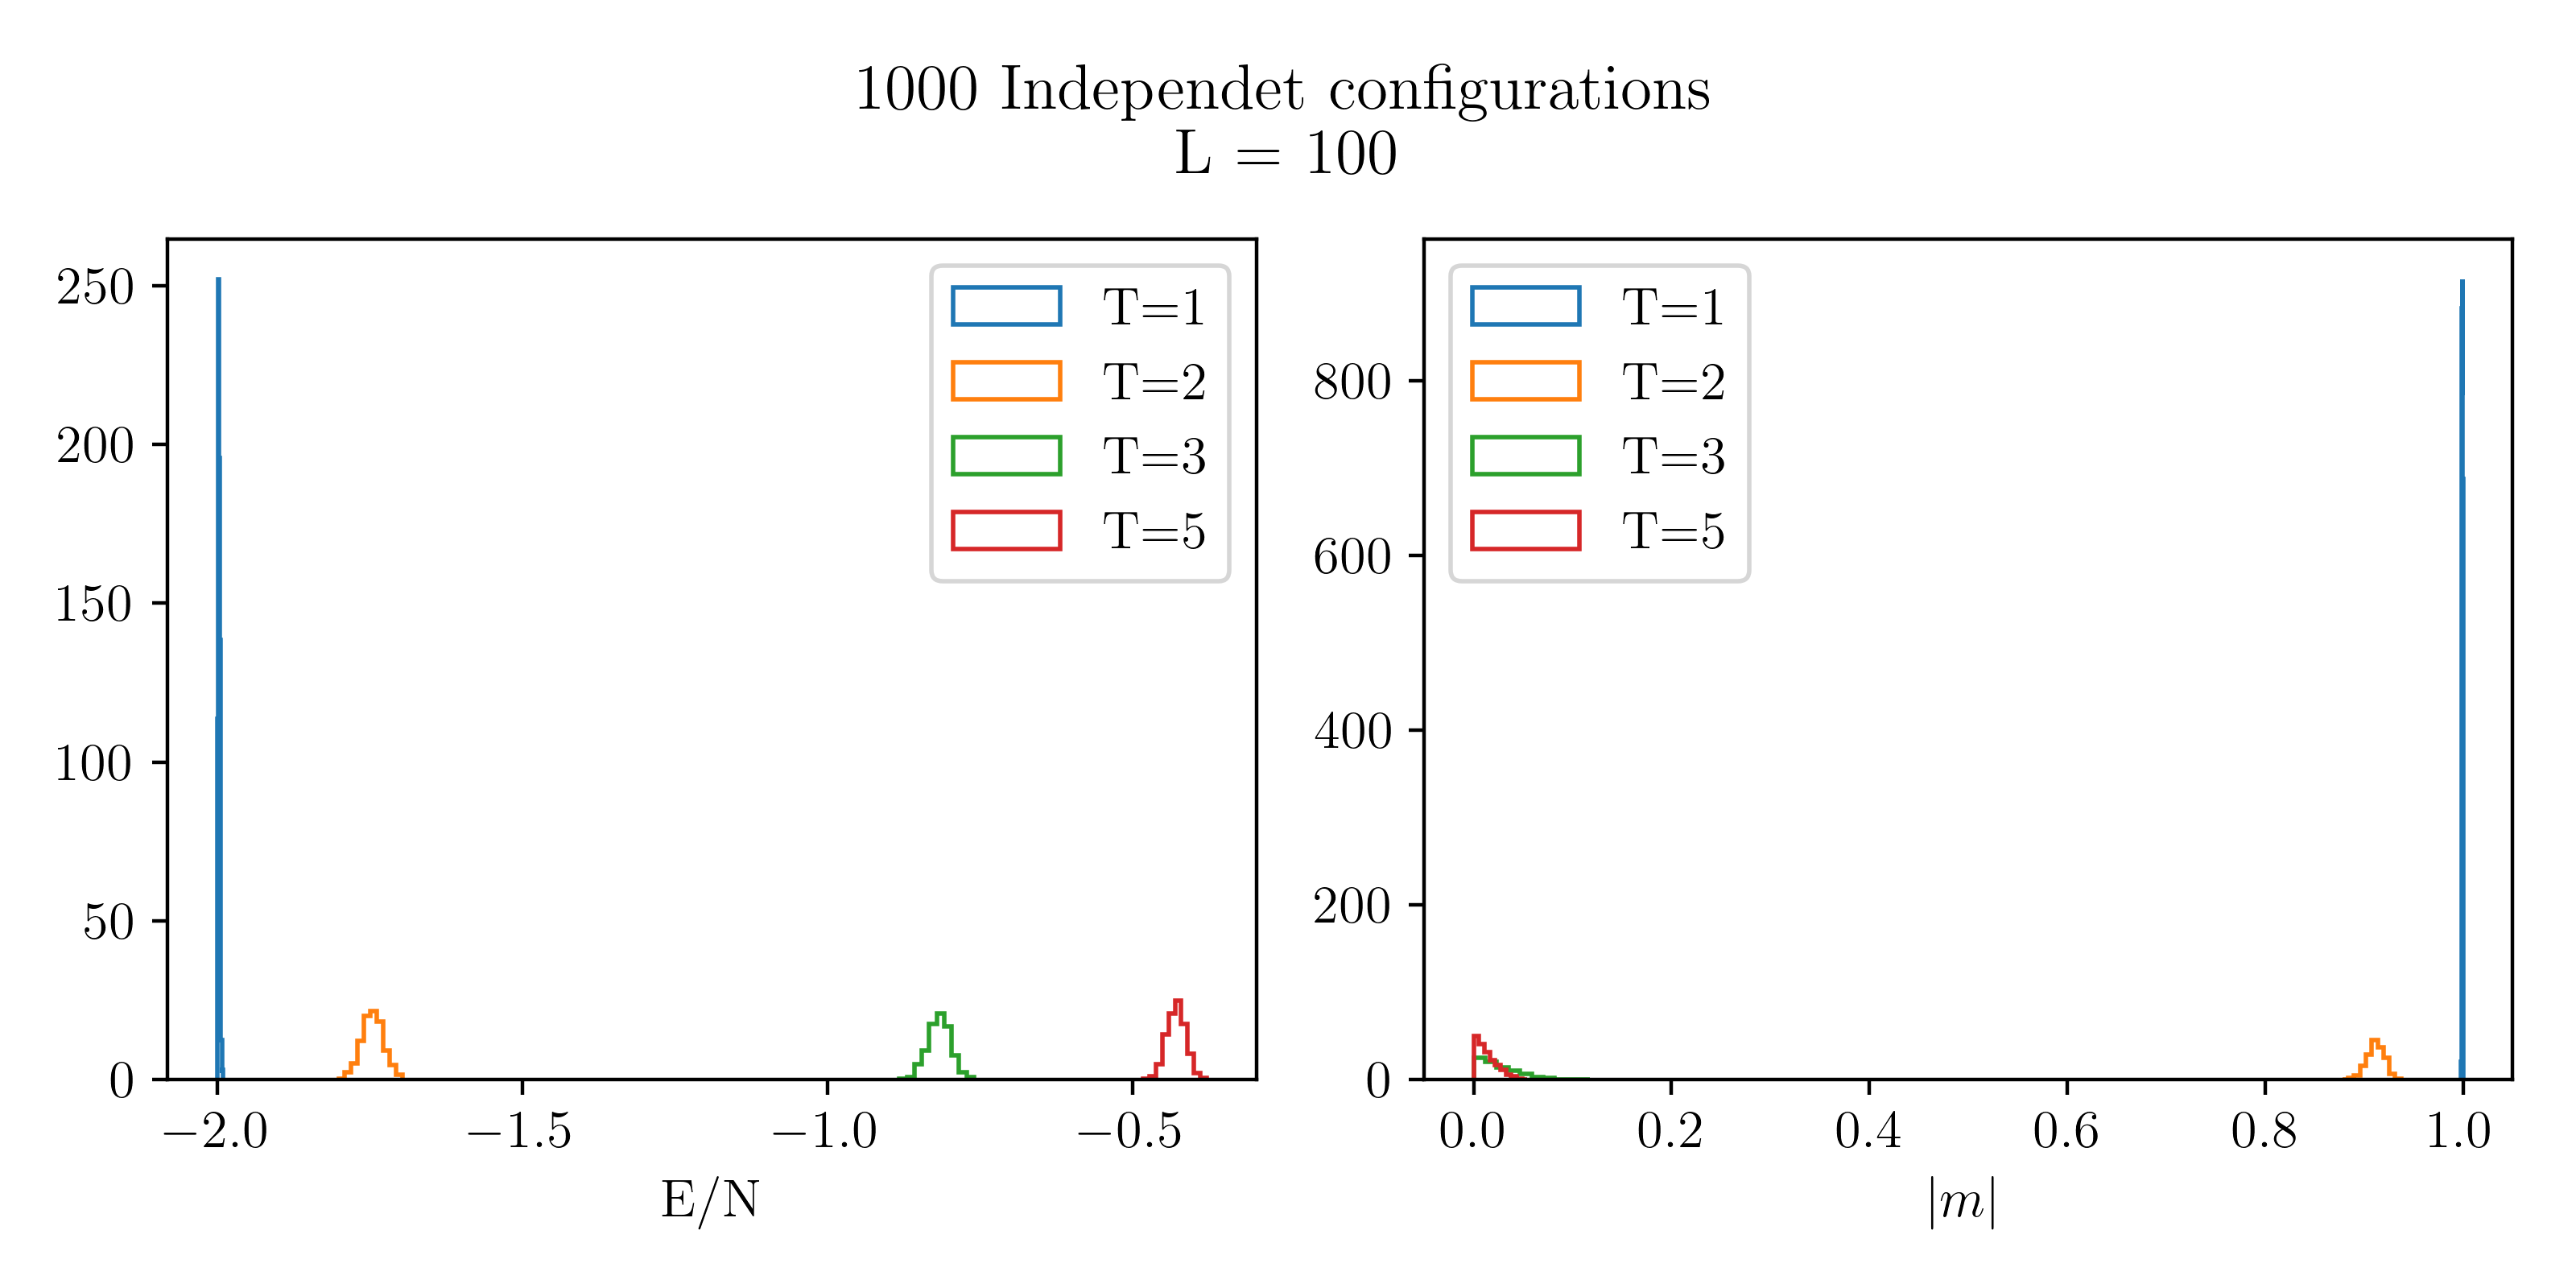 1000 Independet configurations
L = 100
250
200
150
100
50
0
−2.0 −1.5 −1.0 −0.5
E/N
T=1
T=2
T=3
T=5
800
600
400
200
0
0.0 0.2 0.4 0.6 0.8 1.0
|m|
T=1
T=2
T=3
T=5